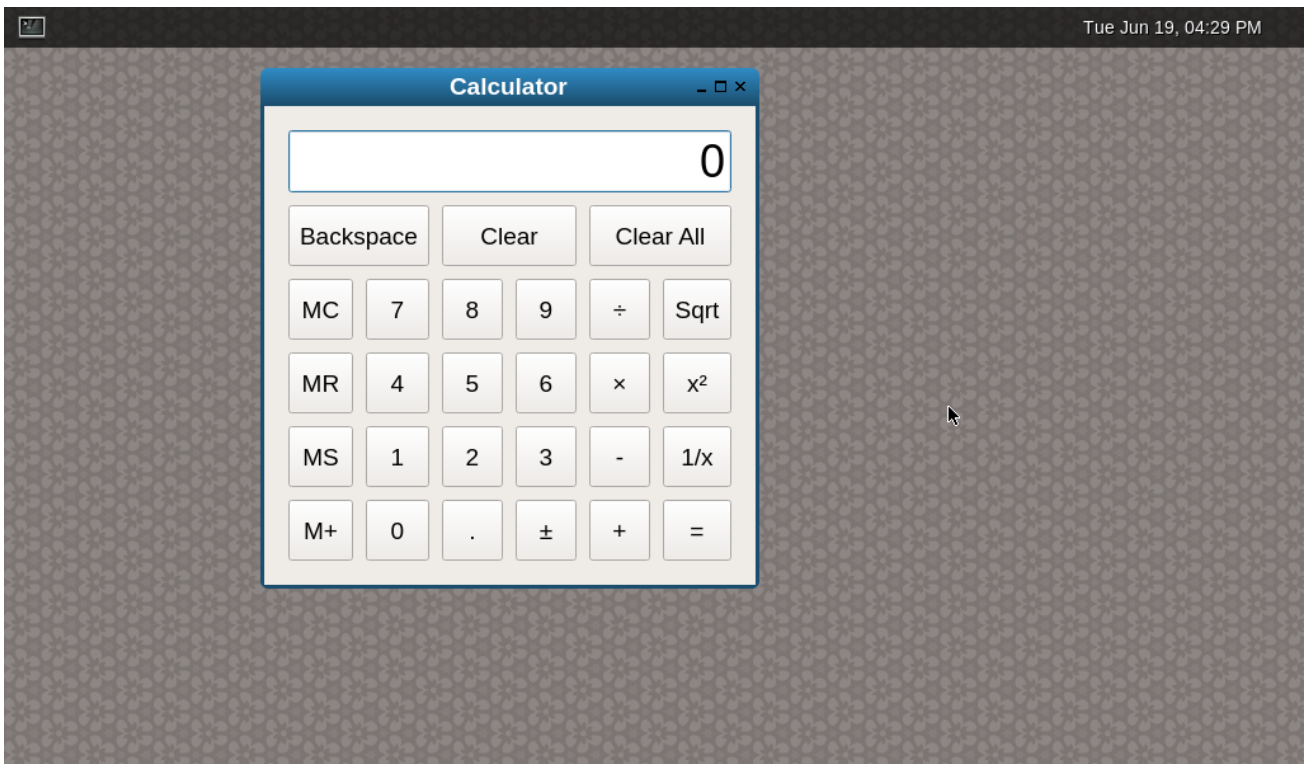 Tue Jun 19, 04:29 PM
Calculator
0
Backspace Clear Clear All
MC 7 8 9 ÷ Sqrt
MR 4 5 6 × x²
MS 1 2 3 - 1/x
M+ 0 . ± + =